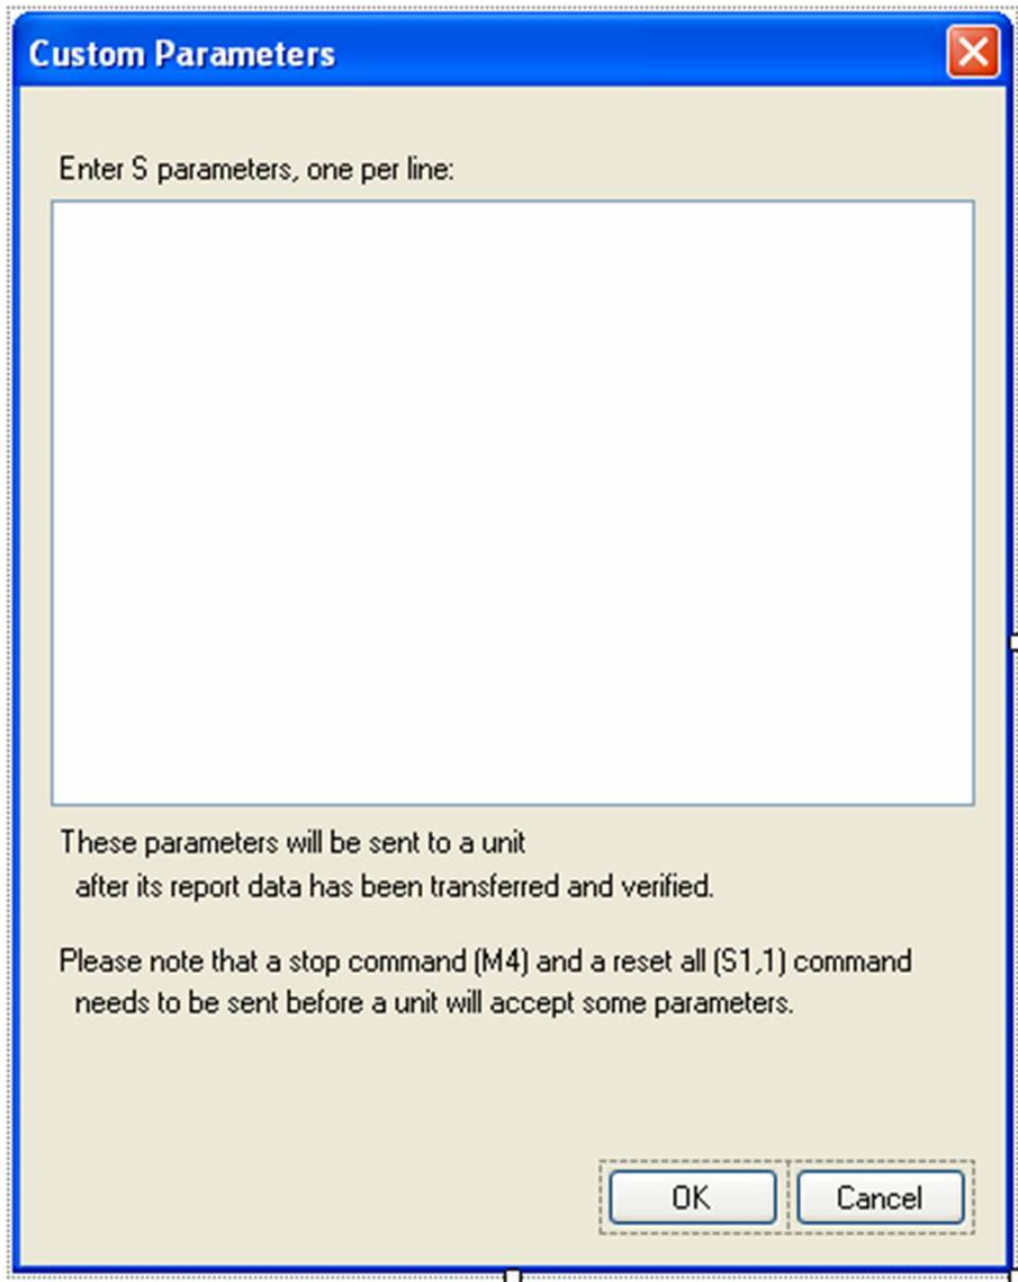 Custom Parameters
Enter S parameters, one per line:
These parameters will be sent to a unit
after its report data has been transferred and verified.
Please note that a stop command (M4) and a reset all (S1,1) command
needs to be sent before a unit will accept some parameters.
OK
Cancel